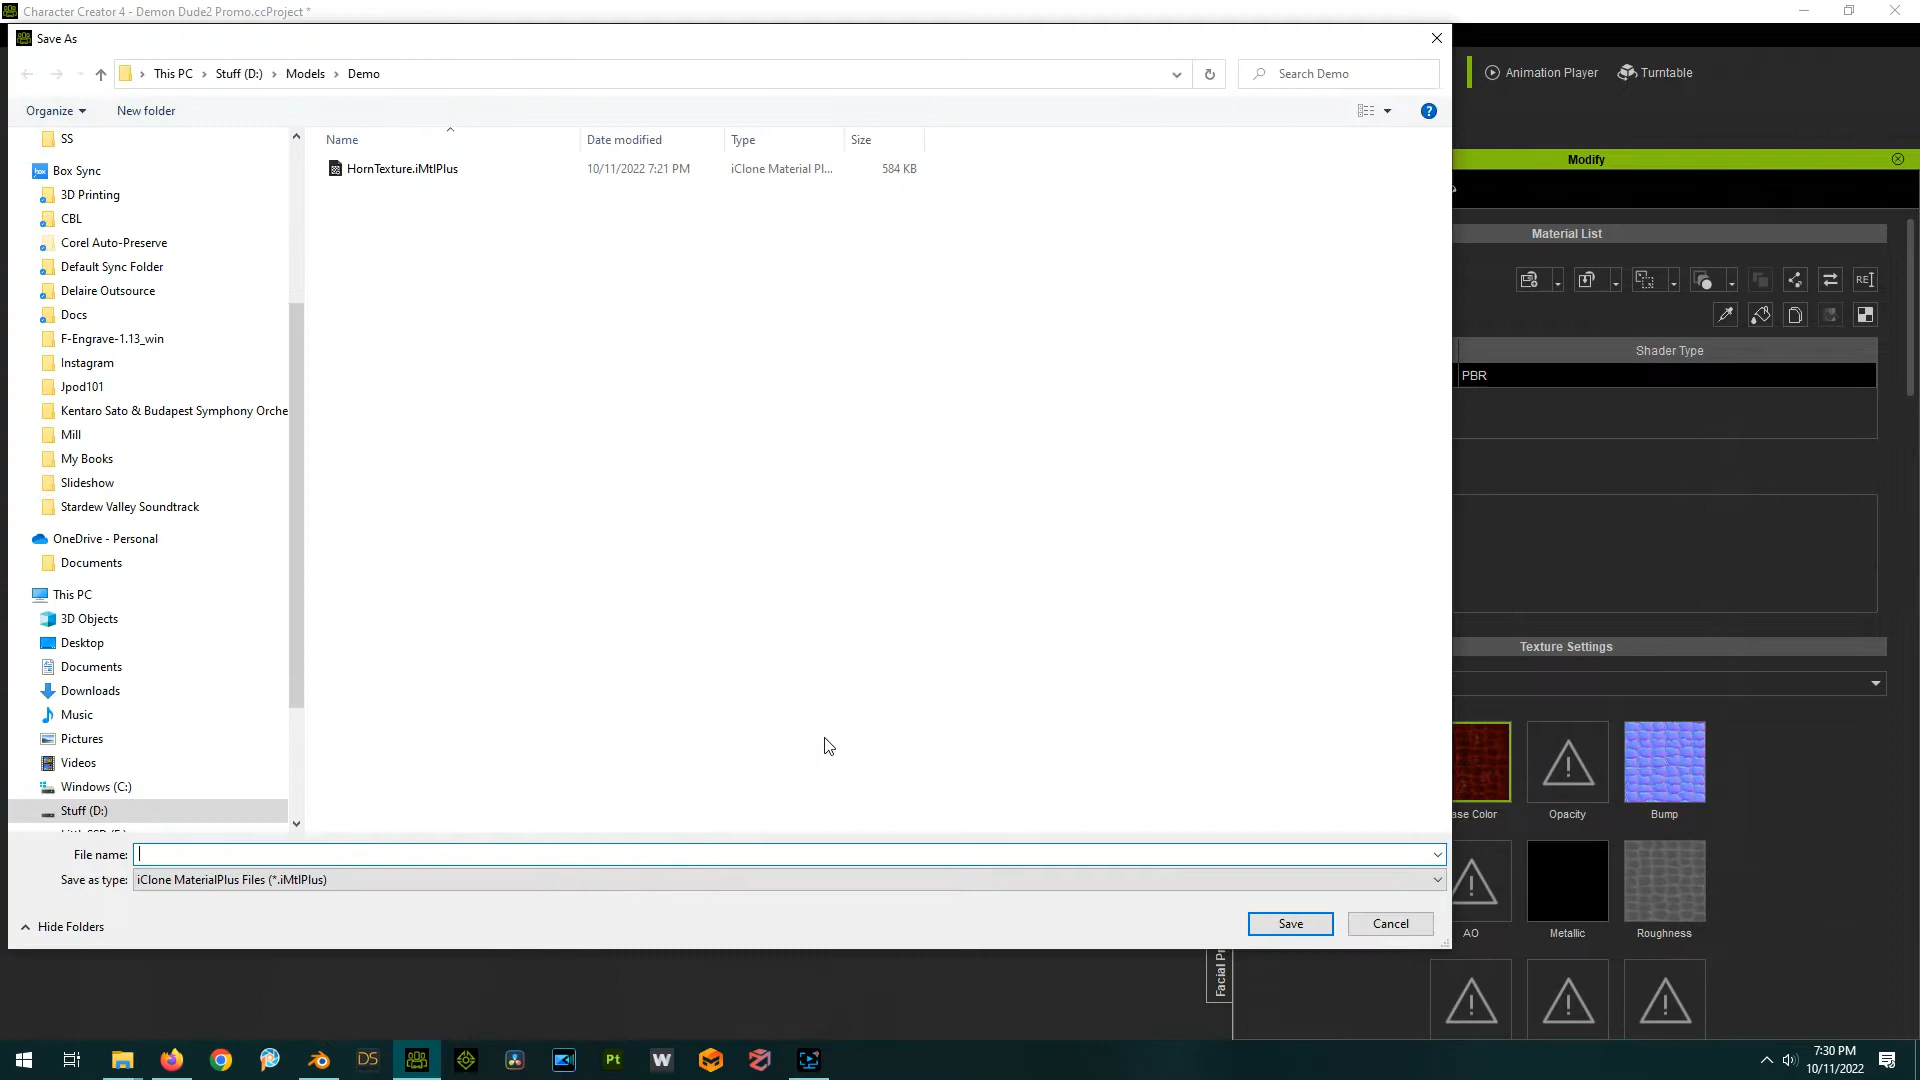 Character Creator 4 - Demon Dude2 Promo.ccProject *
Save As
This PC
Stuff (D:)
Models
Demo
Search Demo
Animation Player
Turntable
Organize
New folder
Modify
SS
Box Sync
3D Printing
CBL
Corel Auto-Preserve
Default Sync Folder
Delaire Outsource
Docs
F-Engrave-1.13_win
Instagram
Jpod101
Kentaro Sato & Budapest Symphony Orche
Mill
My Books
Slideshow
Stardew Valley Soundtrack
OneDrive - Personal
Documents
This PC
3D Objects
Desktop
Documents
Downloads
Music
Pictures
Videos
Windows (C:)
Stuff (D:)
Name
Date modified
Type
Size
HornTexture.iMtlPlus
10/11/2022 7:21 PM
iClone Material Pl...
584 KB
File name:
Save as type:
iClone MaterialPlus Files (*.iMtlPlus)
Hide Folders
Save
Cancel
Material List
RE
Shader Type
PBR
Texture Settings
ase Color
Opacity
Bump
AO
Metallic
Roughness
Facial Pr
DS
Pt
W
7:30 PM
10/11/2022